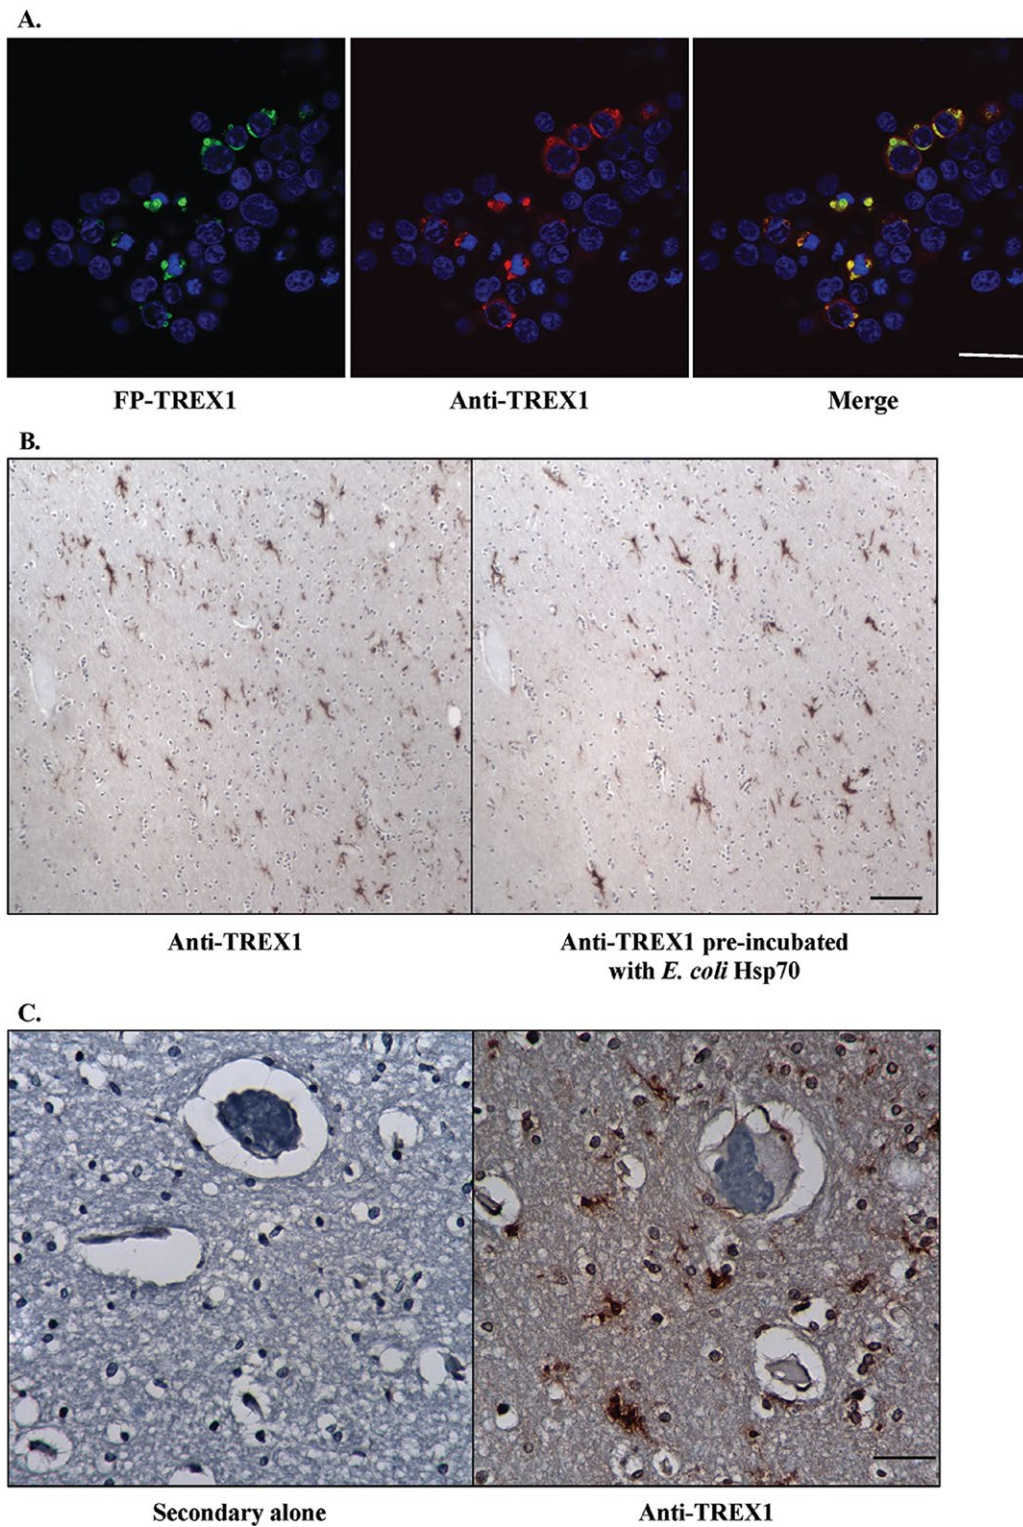 A.
FP-TREX1
Anti-TREX1
Merge
B.
Anti-TREX1
Anti-TREX1 pre-incubated
with E. coli Hsp70
C.
Secondary alone
Anti-TREX1